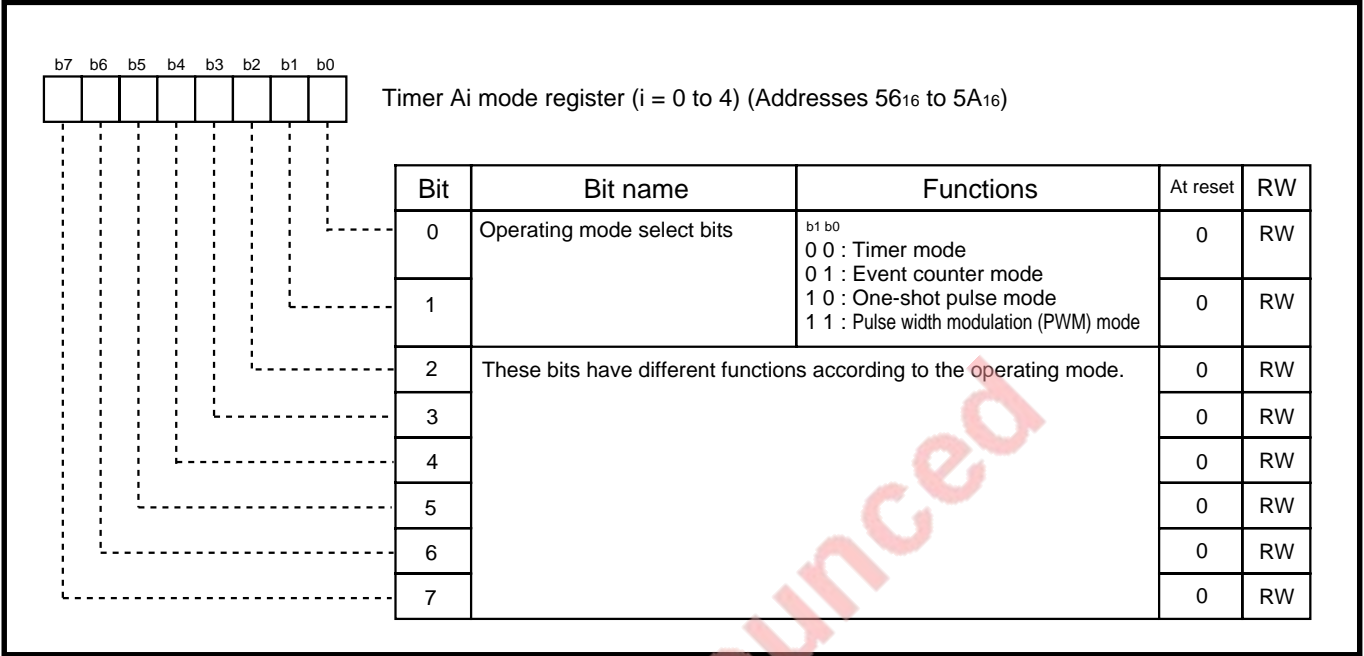 b7 b6 b5 b4 b3 b2 b1 b0
Timer Ai mode register (i = 0 to 4) (Addresses 5616 to 5A16)
Bit Bit name Functions At reset RW
0 Operating mode select bits b1 b0 0 RW
0 0 : Timer mode
0 1 : Event counter mode
1 1 0 : One-shot pulse mode 0 RW
1 1 : Pulse width modulation (PWM) mode
2 These bits have different functions according to the operating mode. 0 RW
3 0 RW
4 0 RW
5 0 RW
6 0 RW
7 0 RW